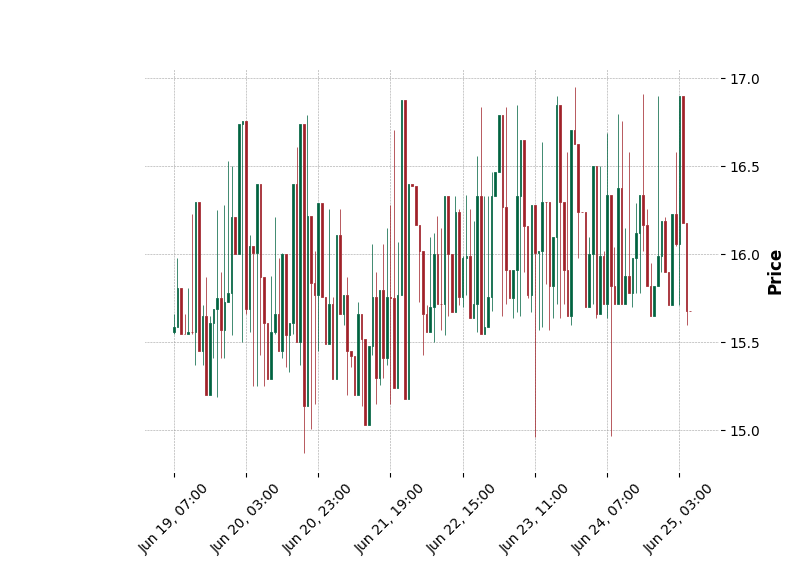 17.0
16.5
16.0
15.5
15.0
Price
Jun 19, 07:00
Jun 20, 03:00
Jun 20, 23:00
Jun 21, 19:00
Jun 22, 15:00
Jun 23, 11:00
Jun 24, 07:00
Jun 25, 03:00